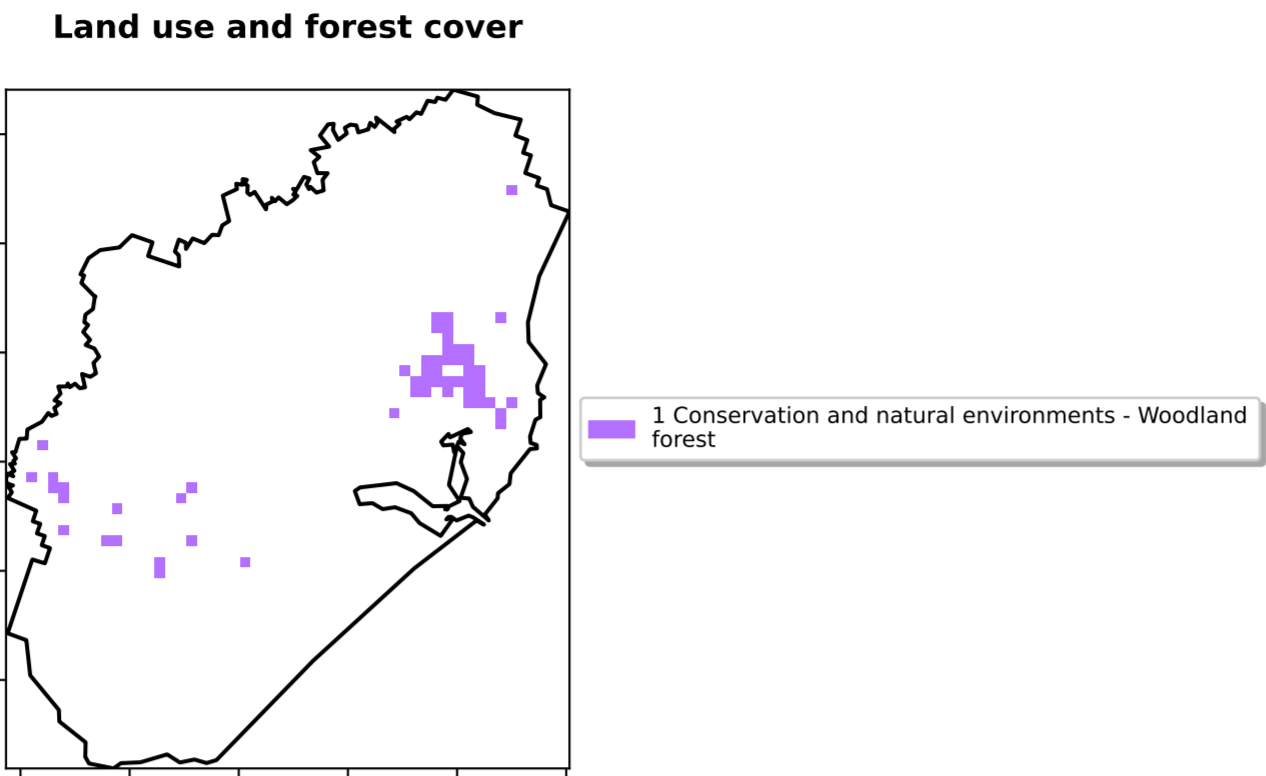 Land use and forest cover
1 Conservation and natural environments - Woodland
forest